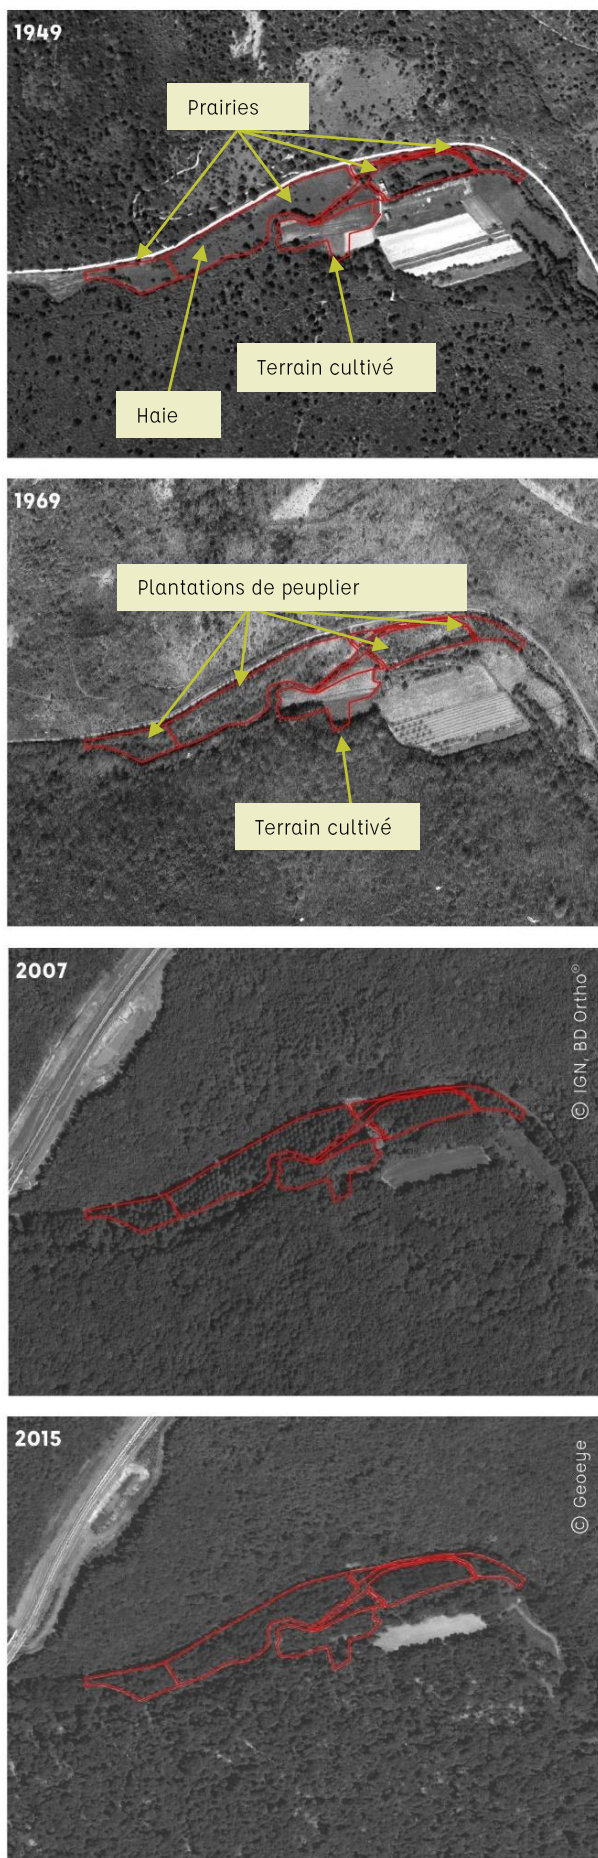 1949
Prairies
Terrain cultivé
Haie
1969
Plantations de peuplier
Terrain cultivé
2007
© IGN, BD Ortho®
2015
© Geoeye